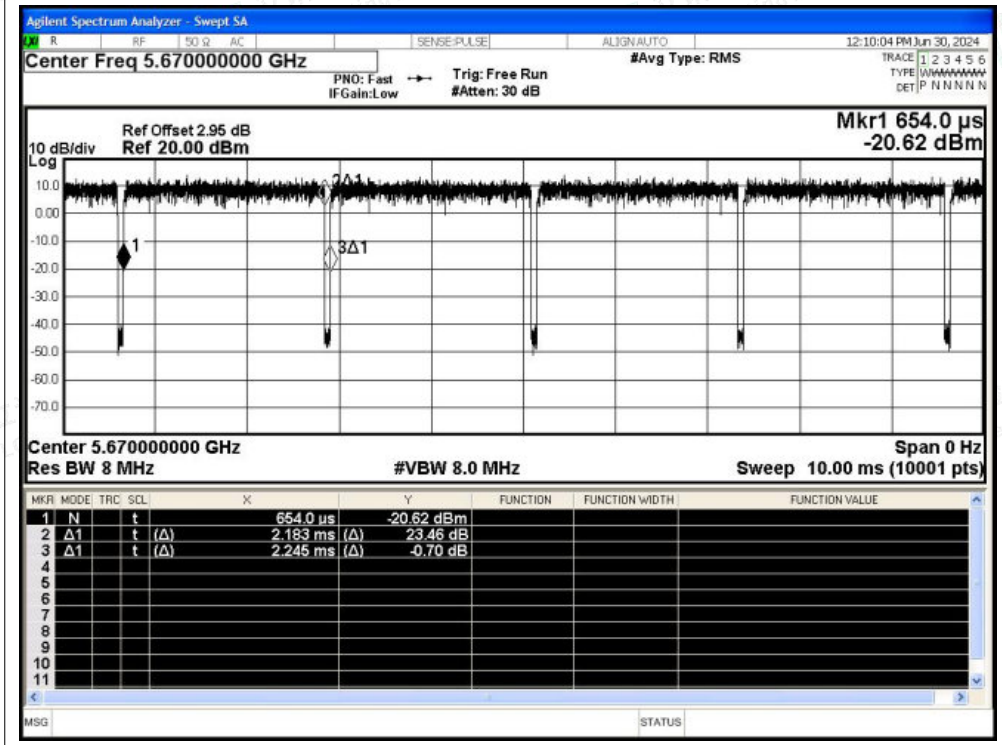 Agilent Spectrum Analyzer - Swept SA
LXI R RF 50 Ω AC SENSE:PULSE ALIGNAUTO 12:10:04 PM Jun 30, 2024
Center Freq 5.670000000 GHz #Avg Type: RMS TRACE 1 2 3 4 5 6
PNO: Fast Trig: Free Run TYPE WWWWWW
IFGain:Low #Atten: 30 dB DET P N N N N N
Mkr1 654.0 µs
Ref Offset 2.95 dB
10 dB/div Ref 20.00 dBm -20.62 dBm
Log
10.0
2Δ1
0.00
-10.0
1
3Δ1
-20.0
-30.0
-40.0
-50.0
-60.0
-70.0
Center 5.670000000 GHz Span 0 Hz
Res BW 8 MHz #VBW 8.0 MHz Sweep 10.00 ms (10001 pts)
MKR MODE TRC SCL X Y FUNCTION FUNCTION WIDTH FUNCTION VALUE
1 N t 654.0 µs -20.62 dBm
2 Δ1 t (Δ) 2.183 ms (Δ) 23.46 dB
3 Δ1 t (Δ) 2.245 ms (Δ) -0.70 dB
4
5
6
7
8
9
10
11
MSG STATUS